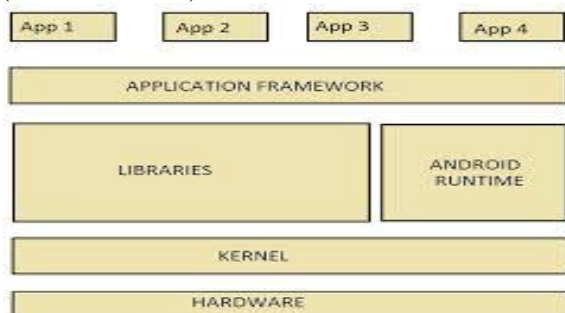 App 1
App 2
App 3
App 4
APPLICATION FRAMEWORK
LIBRARIES
ANDROID
RUNTIME
KERNEL
HARDWARE